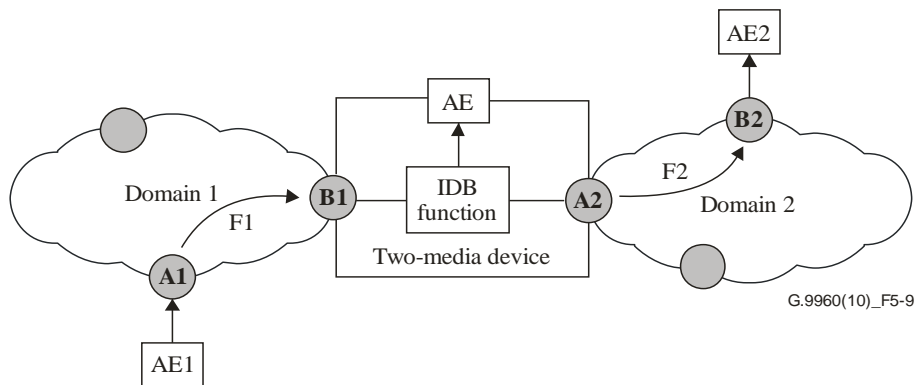 AE2
AE
B2
F2
Domain 1
B1
IDB
function
A2
Domain 2
F1
Two-media device
A1
G.9960(10)_F5-9
AE1